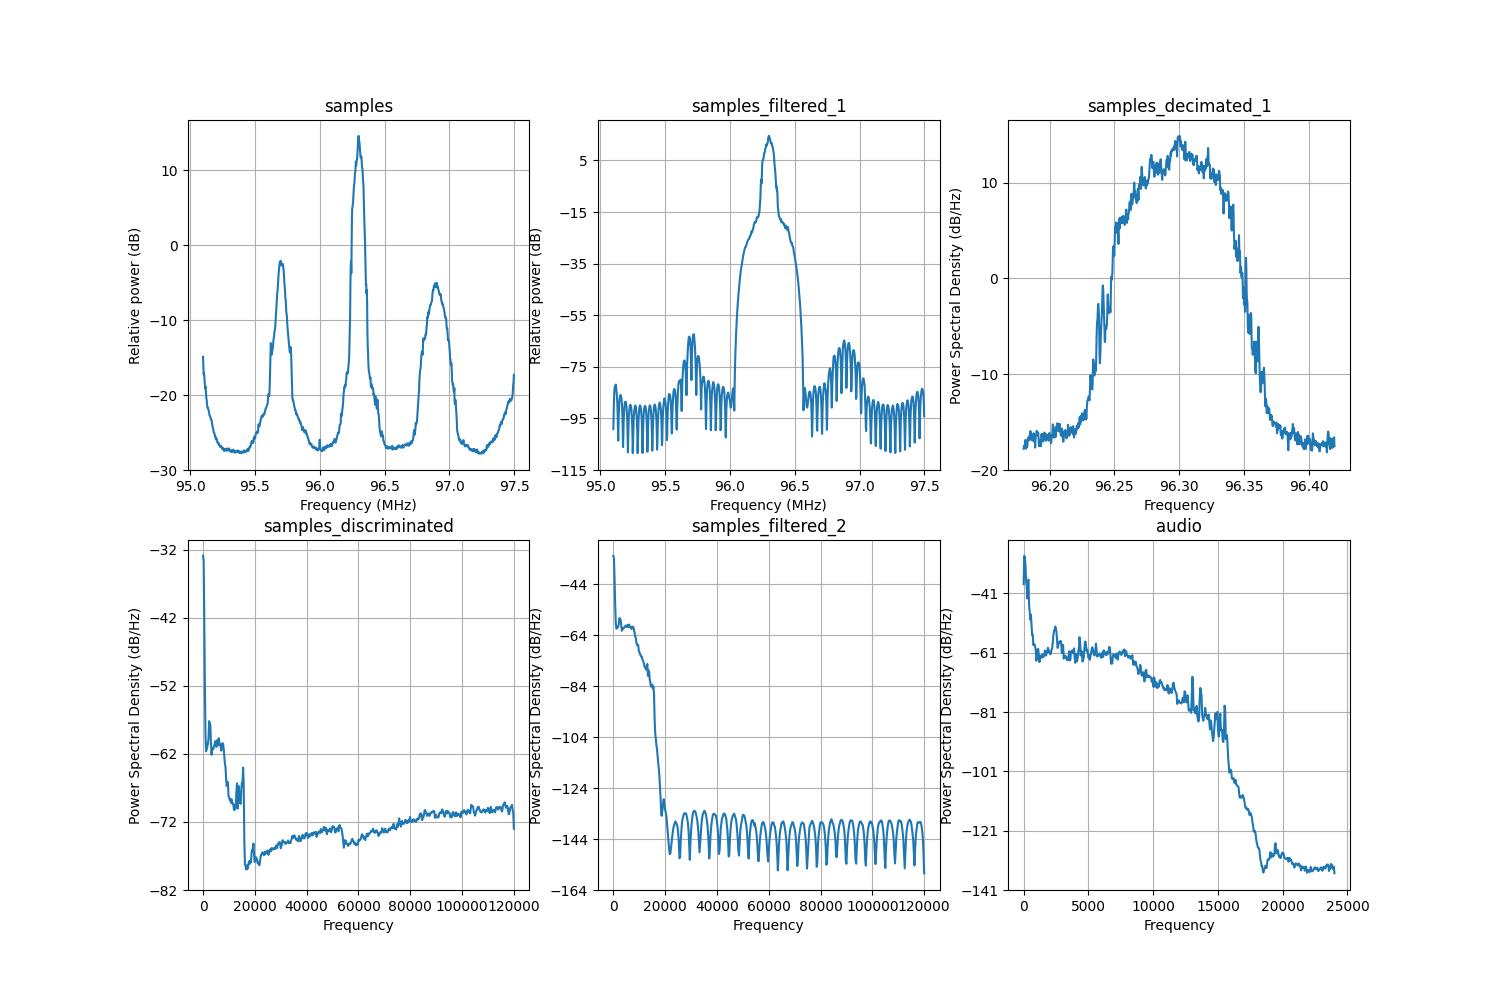 samples
samples_filtered_1
samples_decimated_1
Relative power (dB)
10
0
−10
−20
−30
95.0 95.5 96.0 96.5 97.0 97.5
Frequency (MHz)
Relative power (dB)
5
−15
−35
−55
−75
−95
−115
95.0 95.5 96.0 96.5 97.0 97.5
Frequency (MHz)
Power Spectral Density (dB/Hz)
10
0
−10
−20
96.20 96.25 96.30 96.35 96.40
Frequency
samples_discriminated
samples_filtered_2
audio
Power Spectral Density (dB/Hz)
−32
−42
−52
−62
−72
−82
0 20000 40000 60000 80000 100000 120000
Frequency
Power Spectral Density (dB/Hz)
−44
−64
−84
−104
−124
−144
−164
0 20000 40000 60000 80000 100000 120000
Frequency
Power Spectral Density (dB/Hz)
−41
−61
−81
−101
−121
−141
0 5000 10000 15000 20000 25000
Frequency